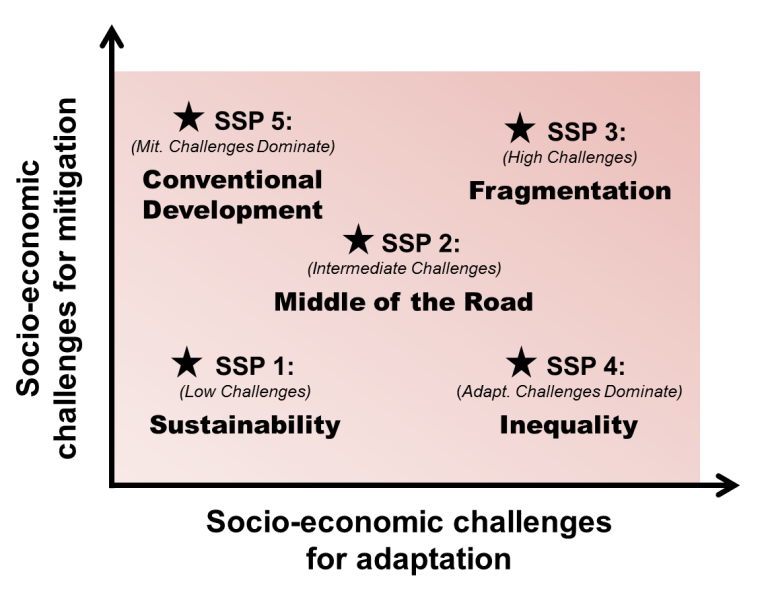 Socio-economic
challenges for mitigation
SSP 5:
(Mit. Challenges Dominate)
Conventional
Development
SSP 3:
(High Challenges)
Fragmentation
SSP 2:
(Intermediate Challenges)
Middle of the Road
SSP 1:
(Low Challenges)
Sustainability
SSP 4:
(Adapt. Challenges Dominate)
Inequality
Socio-economic challenges
for adaptation